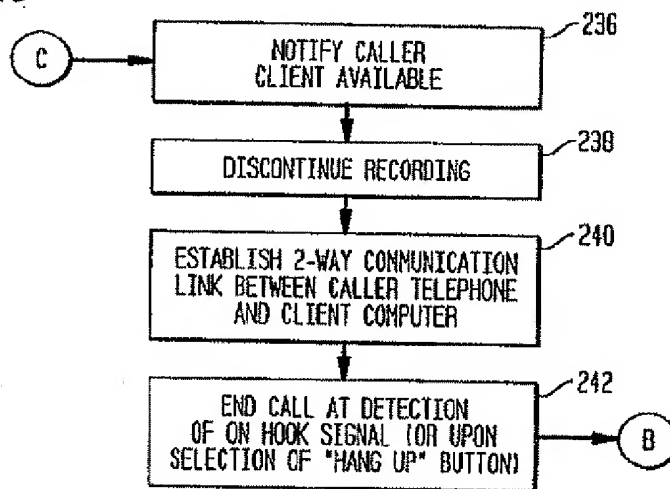 C
NOTIFY CALLER
CLIENT AVAILABLE
236
DISCONTINUE RECORDING
238
ESTABLISH 2-WAY COMMUNICATION
LINK BETWEEN CALLER TELEPHONE
AND CLIENT COMPUTER
240
END CALL AT DETECTION
OF ON HOOK SIGNAL (OR UPON
SELECTION OF "HANG UP" BUTTON)
242
B